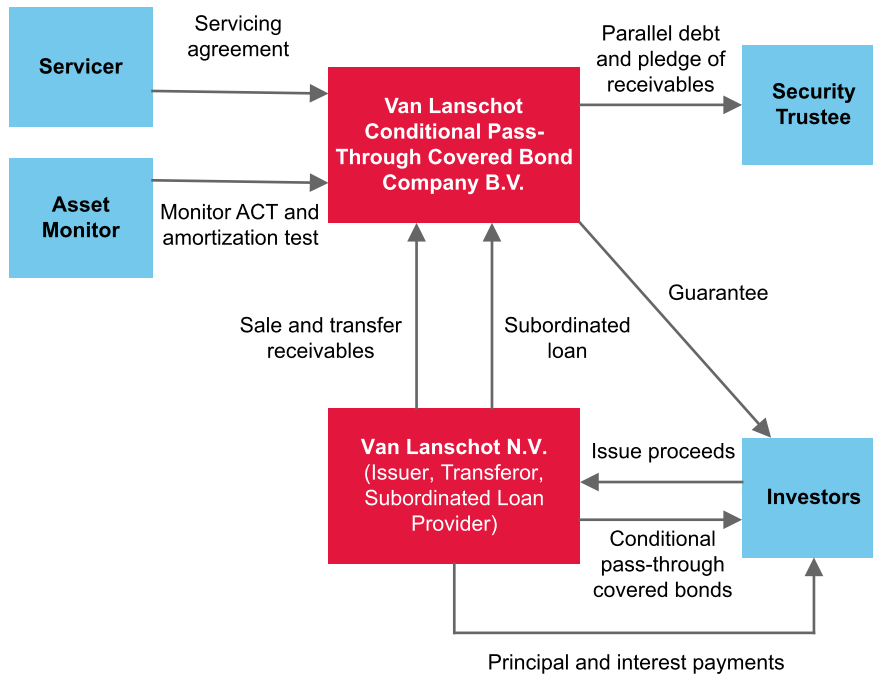 Servicer
Servicing
agreement
Van Lanschot
Conditional Pass-
Through Covered Bond
Company B.V.
Parallel debt
and pledge of
receivables
Security
Trustee
Asset
Monitor
Monitor ACT and
amortization test
Sale and transfer
receivables
Subordinated
loan
Guarantee
Van Lanschot N.V.
(Issuer, Transferor,
Subordinated Loan
Provider)
Issue proceeds
Investors
Conditional
pass-through
covered bonds
Principal and interest payments